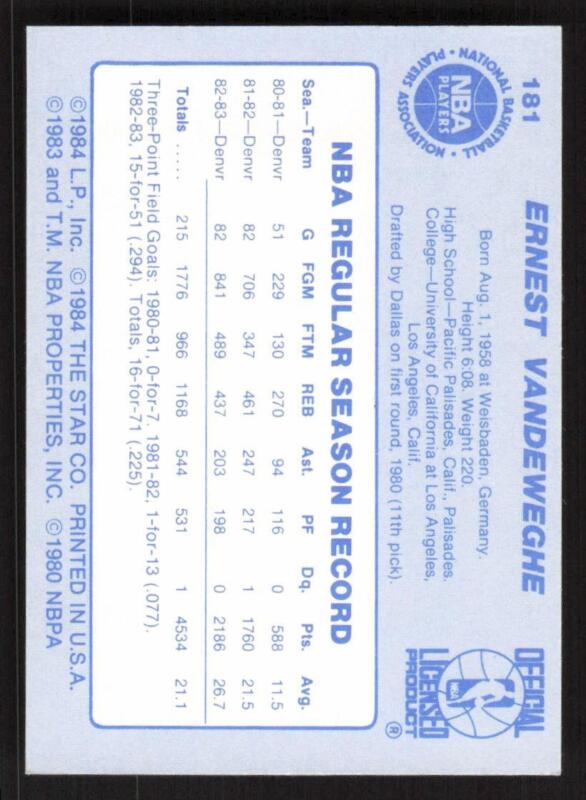 181
NATIONAL BASKETBALL
PLAYERS ASSOCIATION
NBA
PLAYERS
ERNEST VANDEWEGHE
Born Aug. 1, 1958 at Weisbaden, Germany.
Height 6:08. Weight 220.
High School—Pacific Palisades, Calif., Palisades.
College—University of California at Los Angeles,
Los Angeles, Calif.
Drafted by Dallas on first round, 1980 (11th pick).
OFFICIAL
NBA
LICENSED
PRODUCT
®
NBA REGULAR SEASON RECORD
Sea.—Team G FGM FTM REB Ast. PF Dq. Pts. Avg.
80-81—Denvr 51 229 130 270 94 116 0 588 11.5
81-82—Denvr 82 706 347 461 247 217 1 1760 21.5
82-83—Denvr 82 841 489 437 203 198 0 2186 26.7
Totals ..... 215 1776 966 1168 544 531 1 4534 21.1
Three-Point Field Goals: 1980-81, 0-for-7. 1981-82, 1-for-13 (.077).
1982-83, 15-for-51 (.294). Totals, 16-for-71 (.225).
©1984 L.P., Inc. ©1984 THE STAR CO. PRINTED IN U.S.A.
©1983 and T.M. NBA PROPERTIES, INC. ©1980 NBPA